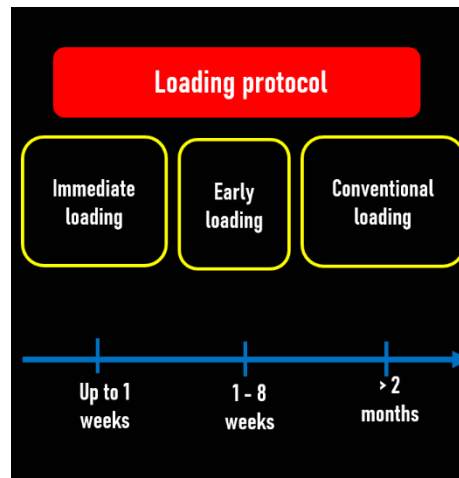 Loading protocol
Immediate
loading
Early
loading
Conventional
loading
Up to 1
weeks
1 - 8
weeks
> 2
months